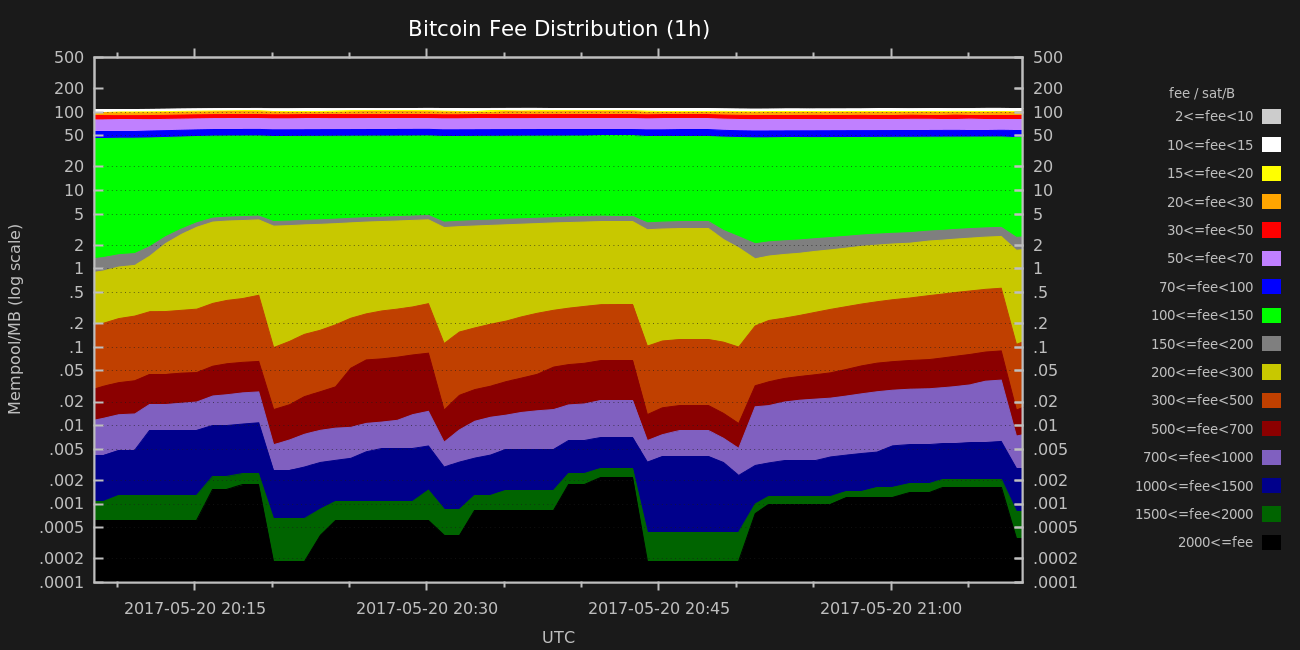 Bitcoin Fee Distribution (1h)
500 500
200 200
100 100
50 50
20 20
10 10
5 5
2 2
1 1
.5 .5
.2 .2
.1 .1
.05 .05
.02 .02
.01 .01
.005 .005
.002 .002
.001 .001
.0005 .0005
.0002 .0002
.0001 .0001
Mempool/MB (log scale)
2017-05-20 20:15 2017-05-20 20:30 2017-05-20 20:45 2017-05-20 21:00
UTC
fee / sat/B
2<=fee<10
10<=fee<15
15<=fee<20
20<=fee<30
30<=fee<50
50<=fee<70
70<=fee<100
100<=fee<150
150<=fee<200
200<=fee<300
300<=fee<500
500<=fee<700
700<=fee<1000
1000<=fee<1500
1500<=fee<2000
2000<=fee